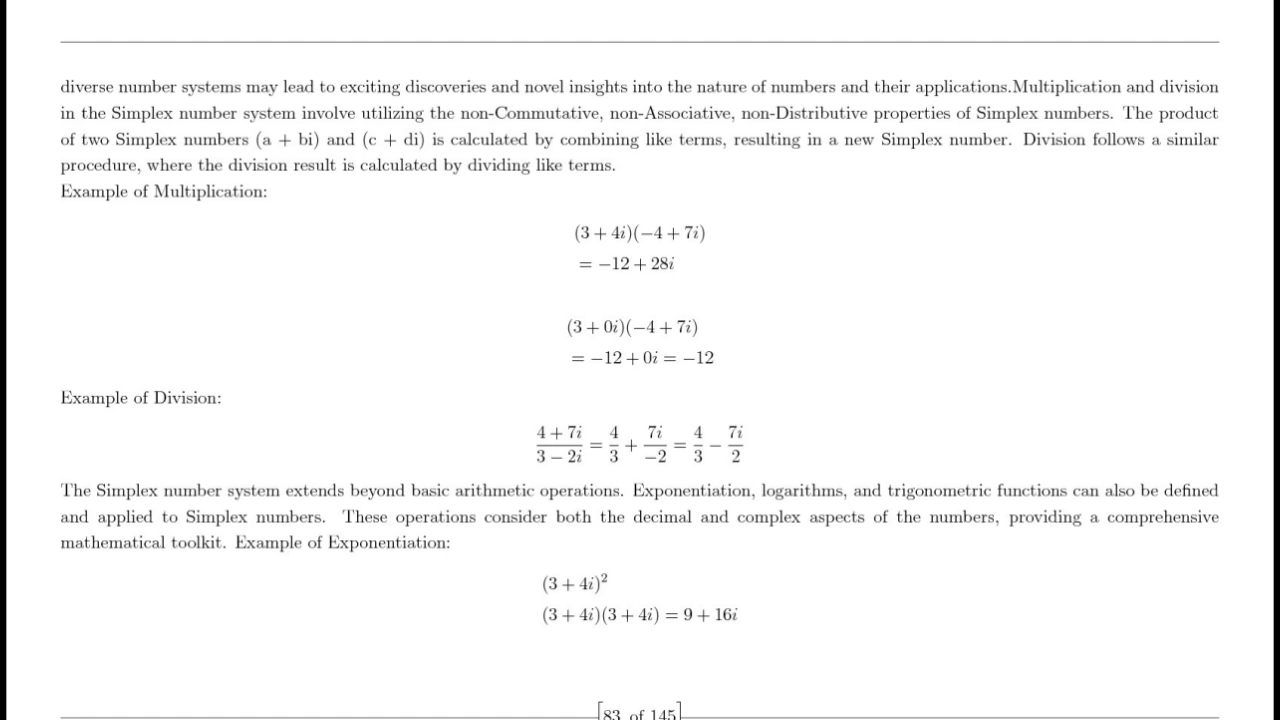 diverse number systems may lead to exciting discoveries and novel insights into the nature of numbers and their applications.Multiplication and division
in the Simplex number system involve utilizing the non-Commutative, non-Associative, non-Distributive properties of Simplex numbers. The product
of two Simplex numbers (a + bi) and (c + di) is calculated by combining like terms, resulting in a new Simplex number. Division follows a similar
procedure, where the division result is calculated by dividing like terms.
Example of Multiplication:
(3 + 4i)(−4 + 7i)
= −12 + 28i
(3 + 0i)(−4 + 7i)
= −12 + 0i = −12
Example of Division:
4 + 7i / 3 − 2i = 4/3 + 7i/−2 = 4/3 − 7i/2
The Simplex number system extends beyond basic arithmetic operations. Exponentiation, logarithms, and trigonometric functions can also be defined
and applied to Simplex numbers. These operations consider both the decimal and complex aspects of the numbers, providing a comprehensive
mathematical toolkit. Example of Exponentiation:
(3 + 4i)²
(3 + 4i)(3 + 4i) = 9 + 16i
[83 of 145]